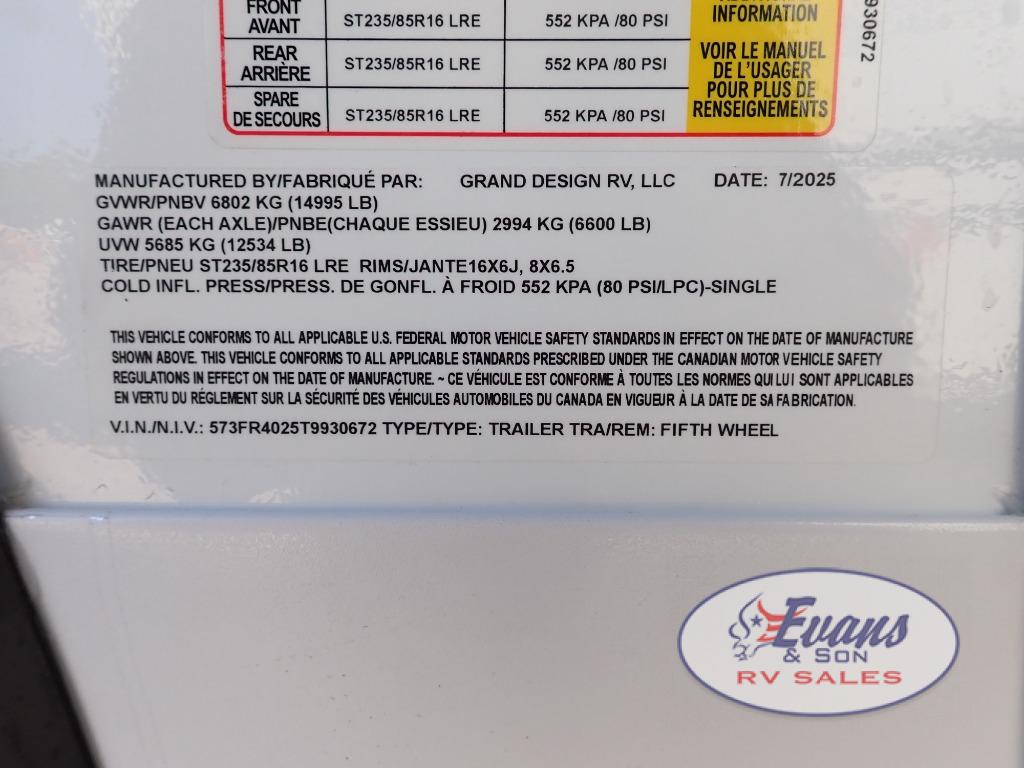 FRONT
AVANT
ST235/85R16 LRE
552 KPA /80 PSI
INFORMATION
REAR
ARRIÈRE
ST235/85R16 LRE
552 KPA /80 PSI
VOIR LE MANUEL
DE L'USAGER
POUR PLUS DE
RENSEIGNEMENTS
SPARE
DE SECOURS
ST235/85R16 LRE
552 KPA /80 PSI
930672
MANUFACTURED BY/FABRIQUÉ PAR: GRAND DESIGN RV, LLC DATE: 7/2025
GVWR/PNBV 6802 KG (14995 LB)
GAWR (EACH AXLE)/PNBE(CHAQUE ESSIEU) 2994 KG (6600 LB)
UVW 5685 KG (12534 LB)
TIRE/PNEU ST235/85R16 LRE RIMS/JANTE16X6J, 8X6.5
COLD INFL. PRESS/PRESS. DE GONFL. À FROID 552 KPA (80 PSI/LPC)-SINGLE
THIS VEHICLE CONFORMS TO ALL APPLICABLE U.S. FEDERAL MOTOR VEHICLE SAFETY STANDARDS IN EFFECT ON THE DATE OF MANUFACTURE
SHOWN ABOVE. THIS VEHICLE CONFORMS TO ALL APPLICABLE STANDARDS PRESCRIBED UNDER THE CANADIAN MOTOR VEHICLE SAFETY
REGULATIONS IN EFFECT ON THE DATE OF MANUFACTURE. ~ CE VÉHICULE EST CONFORME À TOUTES LES NORMES QUI LUI SONT APPLICABLES
EN VERTU DU RÉGLEMENT SUR LA SÉCURITÉ DES VÉHICULES AUTOMOBILES DU CANADA EN VIGUEUR À LA DATE DE SA FABRICATION.
V.I.N./N.I.V.: 573FR4025T9930672 TYPE/TYPE: TRAILER TRA/REM: FIFTH WHEEL
Evans
& SON
RV SALES